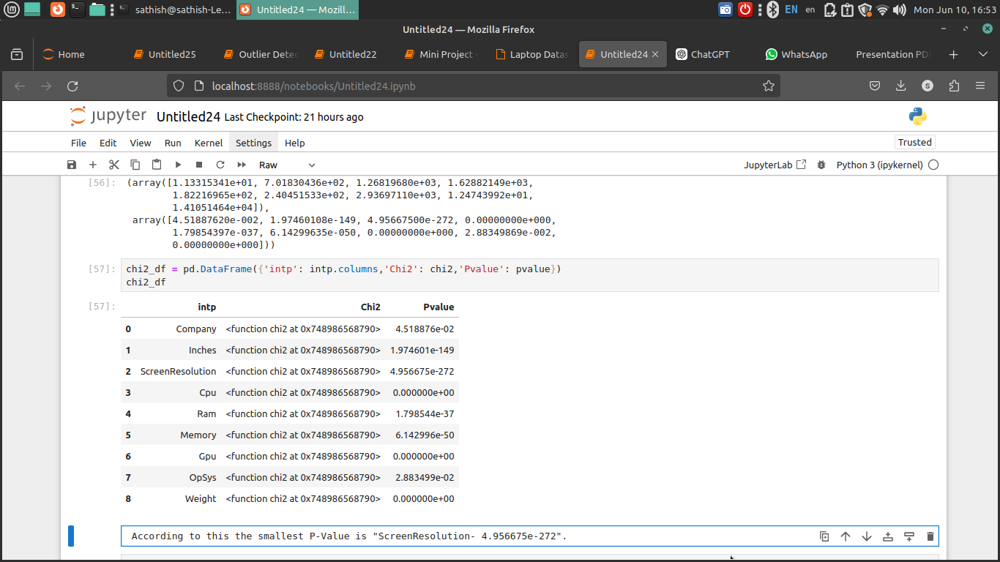 sathish@sathish-Le...
Untitled24 — Mozill...
EN
en
Mon Jun 10, 16:53
Untitled24 — Mozilla Firefox
Home
Untitled25
Outlier Dete
Untitled22
Mini Project -
Laptop Datas
Untitled24
ChatGPT
WhatsApp
Presentation PD
localhost:8888/notebooks/Untitled24.ipynb
S
jupyter
Untitled24 Last Checkpoint: 21 hours ago
File Edit View Run Kernel Settings Help
Trusted
Raw
JupyterLab
Python 3 (ipykernel)
[56]: (array([1.13315341e+01, 7.01830436e+02, 1.26819680e+03, 1.62882149e+03,
1.82216965e+02, 2.40451533e+02, 2.93697110e+03, 1.24743992e+01,
1.41051464e+04]),
array([4.51887620e-002, 1.97460108e-149, 4.95667500e-272, 0.00000000e+000,
1.79854397e-037, 6.14299635e-050, 0.00000000e+000, 2.88349869e-002,
0.00000000e+000]))
[57]: chi2_df = pd.DataFrame({'intp': intp.columns,'Chi2': chi2,'Pvalue': pvalue})
chi2_df
[57]: intp Chi2 Pvalue
0 Company <function chi2 at 0x748986568790> 4.518876e-02
1 Inches <function chi2 at 0x748986568790> 1.974601e-149
2 ScreenResolution <function chi2 at 0x748986568790> 4.956675e-272
3 Cpu <function chi2 at 0x748986568790> 0.000000e+00
4 Ram <function chi2 at 0x748986568790> 1.798544e-37
5 Memory <function chi2 at 0x748986568790> 6.142996e-50
6 Gpu <function chi2 at 0x748986568790> 0.000000e+00
7 OpSys <function chi2 at 0x748986568790> 2.883499e-02
8 Weight <function chi2 at 0x748986568790> 0.000000e+00
According to this the smallest P-Value is "ScreenResolution- 4.956675e-272".